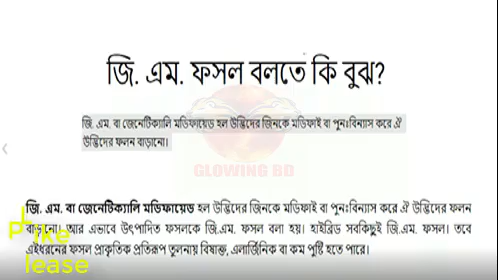 জি. এম. ফসল বলতে কি বুঝ?
জি. এম. বা জেনেটিক্যালি মডিফায়েড হল উদ্ভিদের জিনকে মডিফাই বা পুনঃবিন্যাস করে ঐ
উদ্ভিদের ফলন বাড়ানো।
GLOWING BD
জি. এম. বা জেনেটিক্যালি মডিফায়েড হল উদ্ভিদের জিনকে মডিফাই বা পুনঃবিন্যাস করে ঐ উদ্ভিদের ফলন
বাড়ানো। আর এভাবে উৎপাদিত ফসলকে জি.এম. ফসল বলা হয়। হাইব্রিড সবকিছুই জি.এম. ফসল। তবে
এইধরনের ফসল প্রাকৃতিক প্রতিরূপ তুলনায় বিষাক্ত, এলার্জিনিক বা কম পুষ্টি হতে পারে।